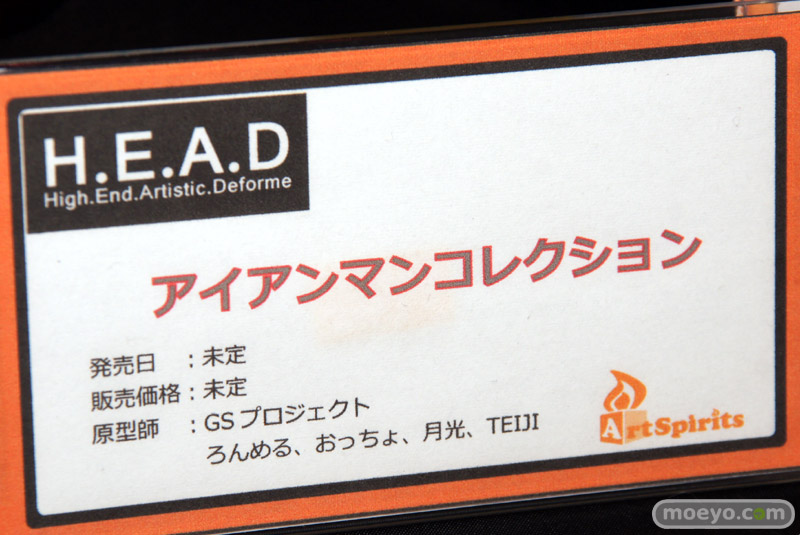 H.E.A.D
High.End.Artistic.Deforme
アイアンマンコレクション
発売日 : 未定
販売価格 : 未定
原型師 : GSプロジェクト
ろんめる、おっちょ、月光、TEIJI
ArtSpirits
moeyo.com